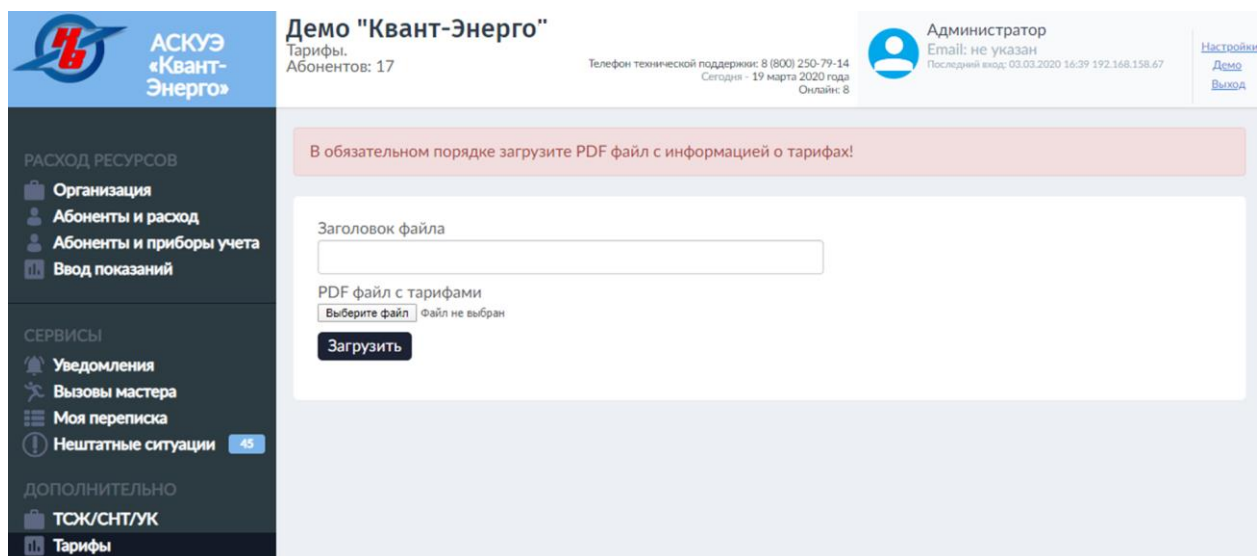 АСКУЭ
«Квант-
Энерго»
Демо "Квант-Энерго"
Тарифы.
Абонентов: 17
Телефон технической поддержки: 8 (800) 250-79-14
Сегодня - 19 марта 2020 года
Онлайн: 8
Администратор
Email: не указан
Последний вход: 03.03.2020 16:39 192.168.158.67
Настройки
Демо
Выход
РАСХОД РЕСУРСОВ
Организация
Абоненты и расход
Абоненты и приборы учета
Ввод показаний
СЕРВИСЫ
Уведомления
Вызовы мастера
Моя переписка
Нештатные ситуации 45
ДОПОЛНИТЕЛЬНО
ТСЖ/СНТ/УК
Тарифы
В обязательном порядке загрузите PDF файл с информацией о тарифах!
Заголовок файла
PDF файл с тарифами
Выберите файл Файл не выбран
Загрузить